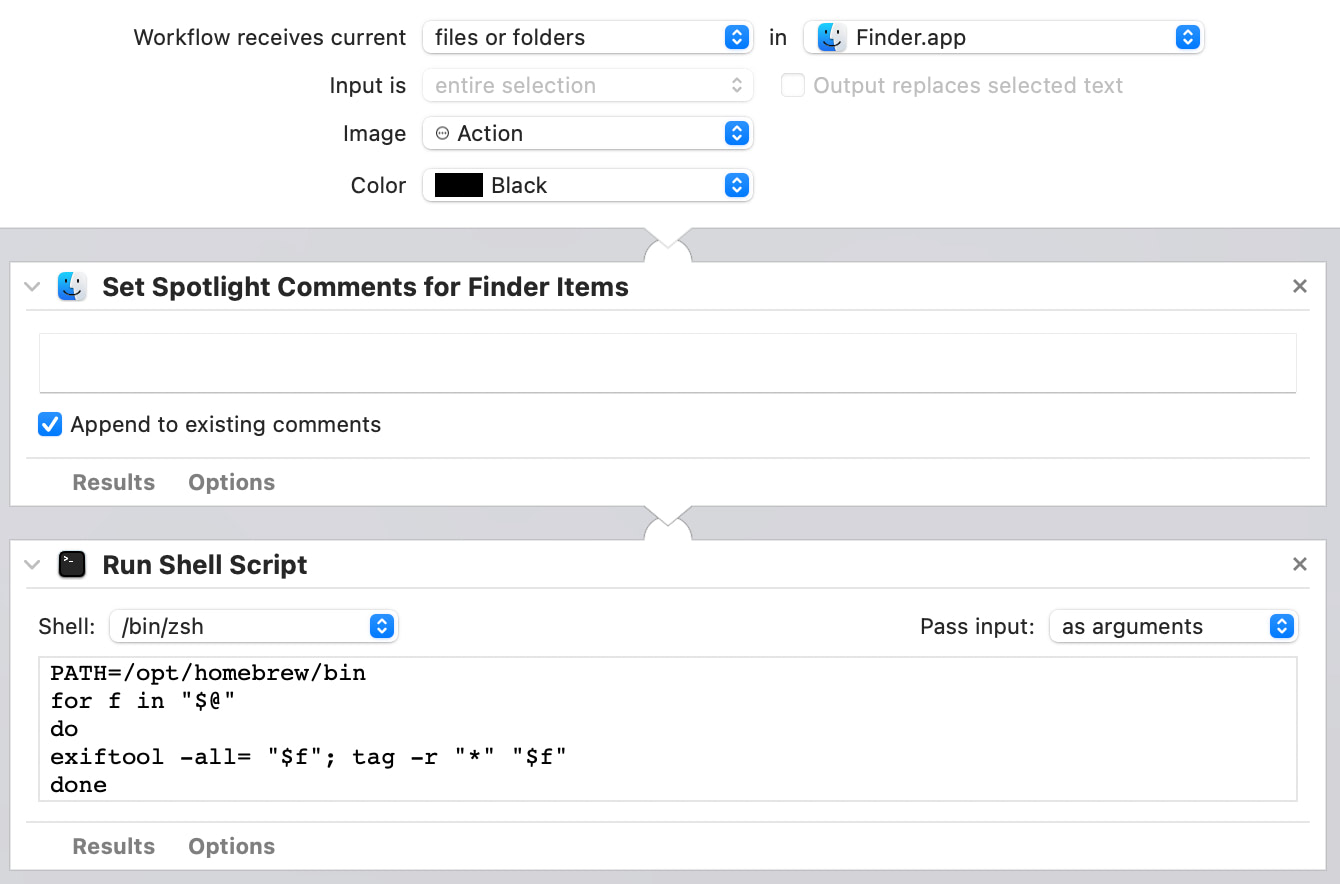 Workflow receives current files or folders in Finder.app
Input is entire selection Output replaces selected text
Image Action
Color Black
Set Spotlight Comments for Finder Items
Append to existing comments
Results Options
Run Shell Script
Shell: /bin/zsh Pass input: as arguments
PATH=/opt/homebrew/bin
for f in "$@"
do
exiftool -all= "$f"; tag -r "*" "$f"
done
Results Options